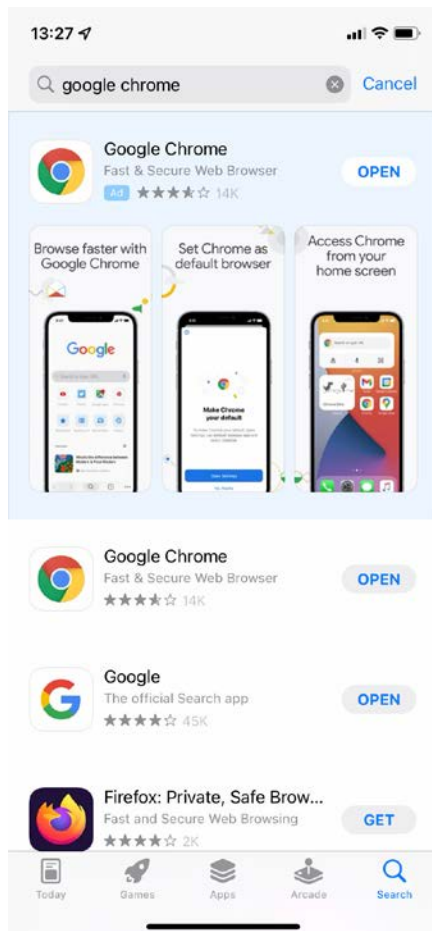 13:27
google chrome
Cancel
Google Chrome
Fast & Secure Web Browser
OPEN
Ad 14K
Browse faster with
Google Chrome
Google
Set Chrome as
default browser
Make Chrome
your default
Access Chrome
from your
home screen
Google Chrome
Fast & Secure Web Browser
OPEN
14K
Google
The official Search app
OPEN
45K
Firefox: Private, Safe Brow...
Fast and Secure Web Browsing
GET
2K
Today
Games
Apps
Arcade
Search